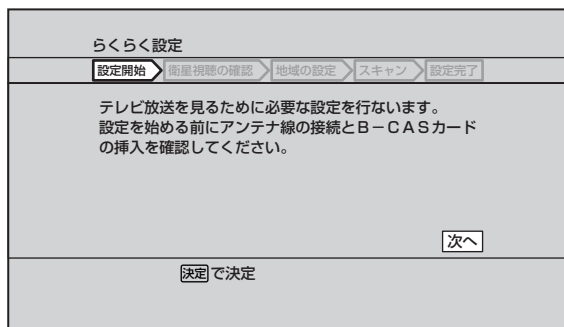 らくらく設定
設定開始 衛星視聴の確認 地域の設定 スキャン 設定完了
テレビ放送を見るために必要な設定を行ないます。
設定を始める前にアンテナ線の接続とB－CASカード
の挿入を確認してください。
次へ
決定で決定